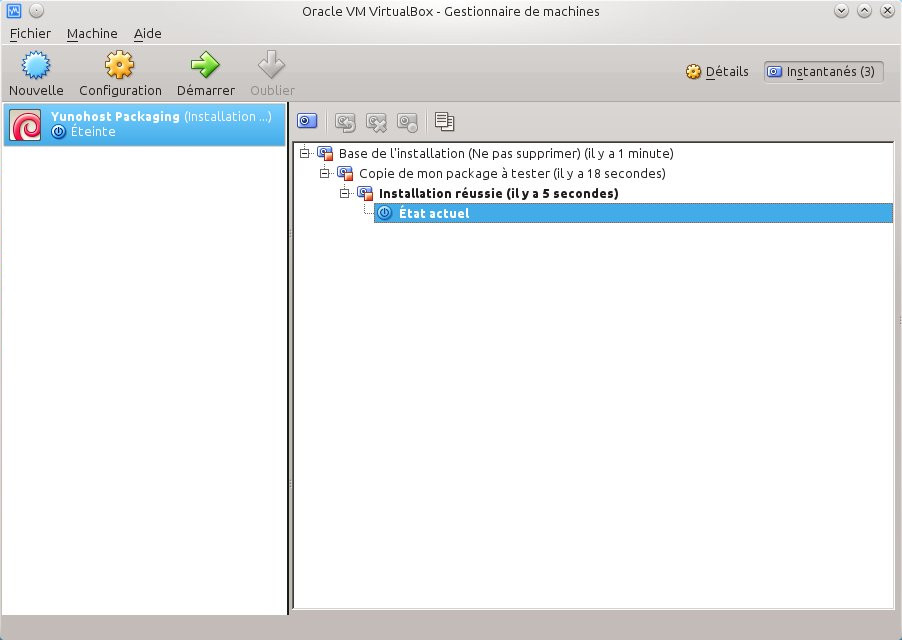 Oracle VM VirtualBox - Gestionnaire de machines
Fichier Machine Aide
Nouvelle Configuration Démarrer Oublier
Détails Instantanés (3)
Yunohost Packaging (Installation ...)
Éteinte
Base de l'installation (Ne pas supprimer) (il y a 1 minute)
Copie de mon package à tester (il y a 18 secondes)
Installation réussie (il y a 5 secondes)
État actuel